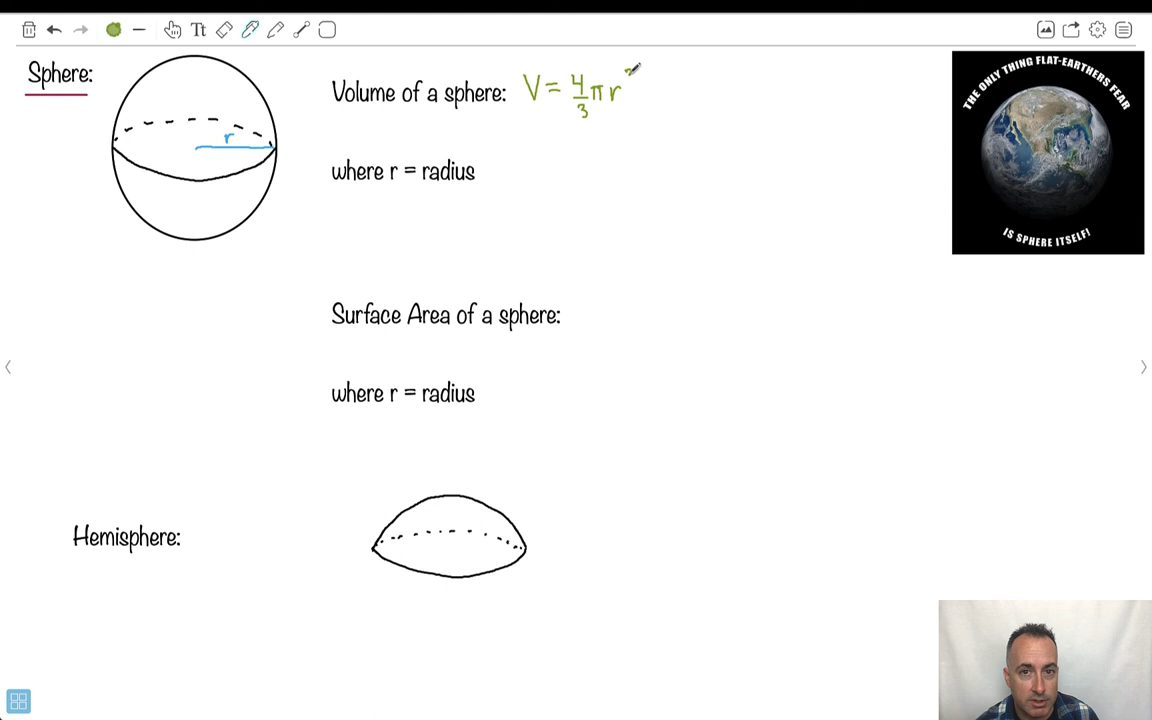 Tt
Sphere:
r
Volume of a sphere: V = 4/3 π r
where r = radius
THE ONLY THING FLAT-EARTHERS FEAR
IS SPHERE ITSELF!
Surface Area of a sphere:
where r = radius
Hemisphere: